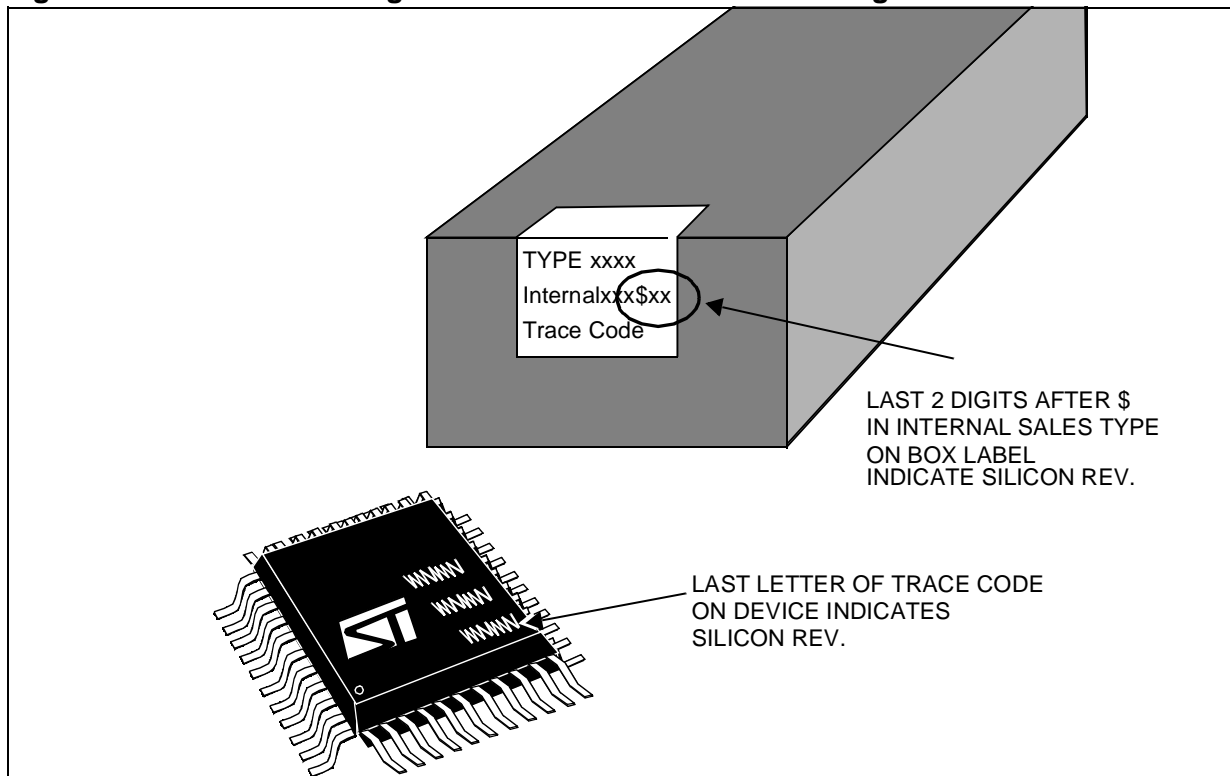 TYPE xxxx
Internalxxx$xx
Trace Code
LAST 2 DIGITS AFTER $
IN INTERNAL SALES TYPE
ON BOX LABEL
INDICATE SILICON REV.
ST
LAST LETTER OF TRACE CODE
ON DEVICE INDICATES
SILICON REV.